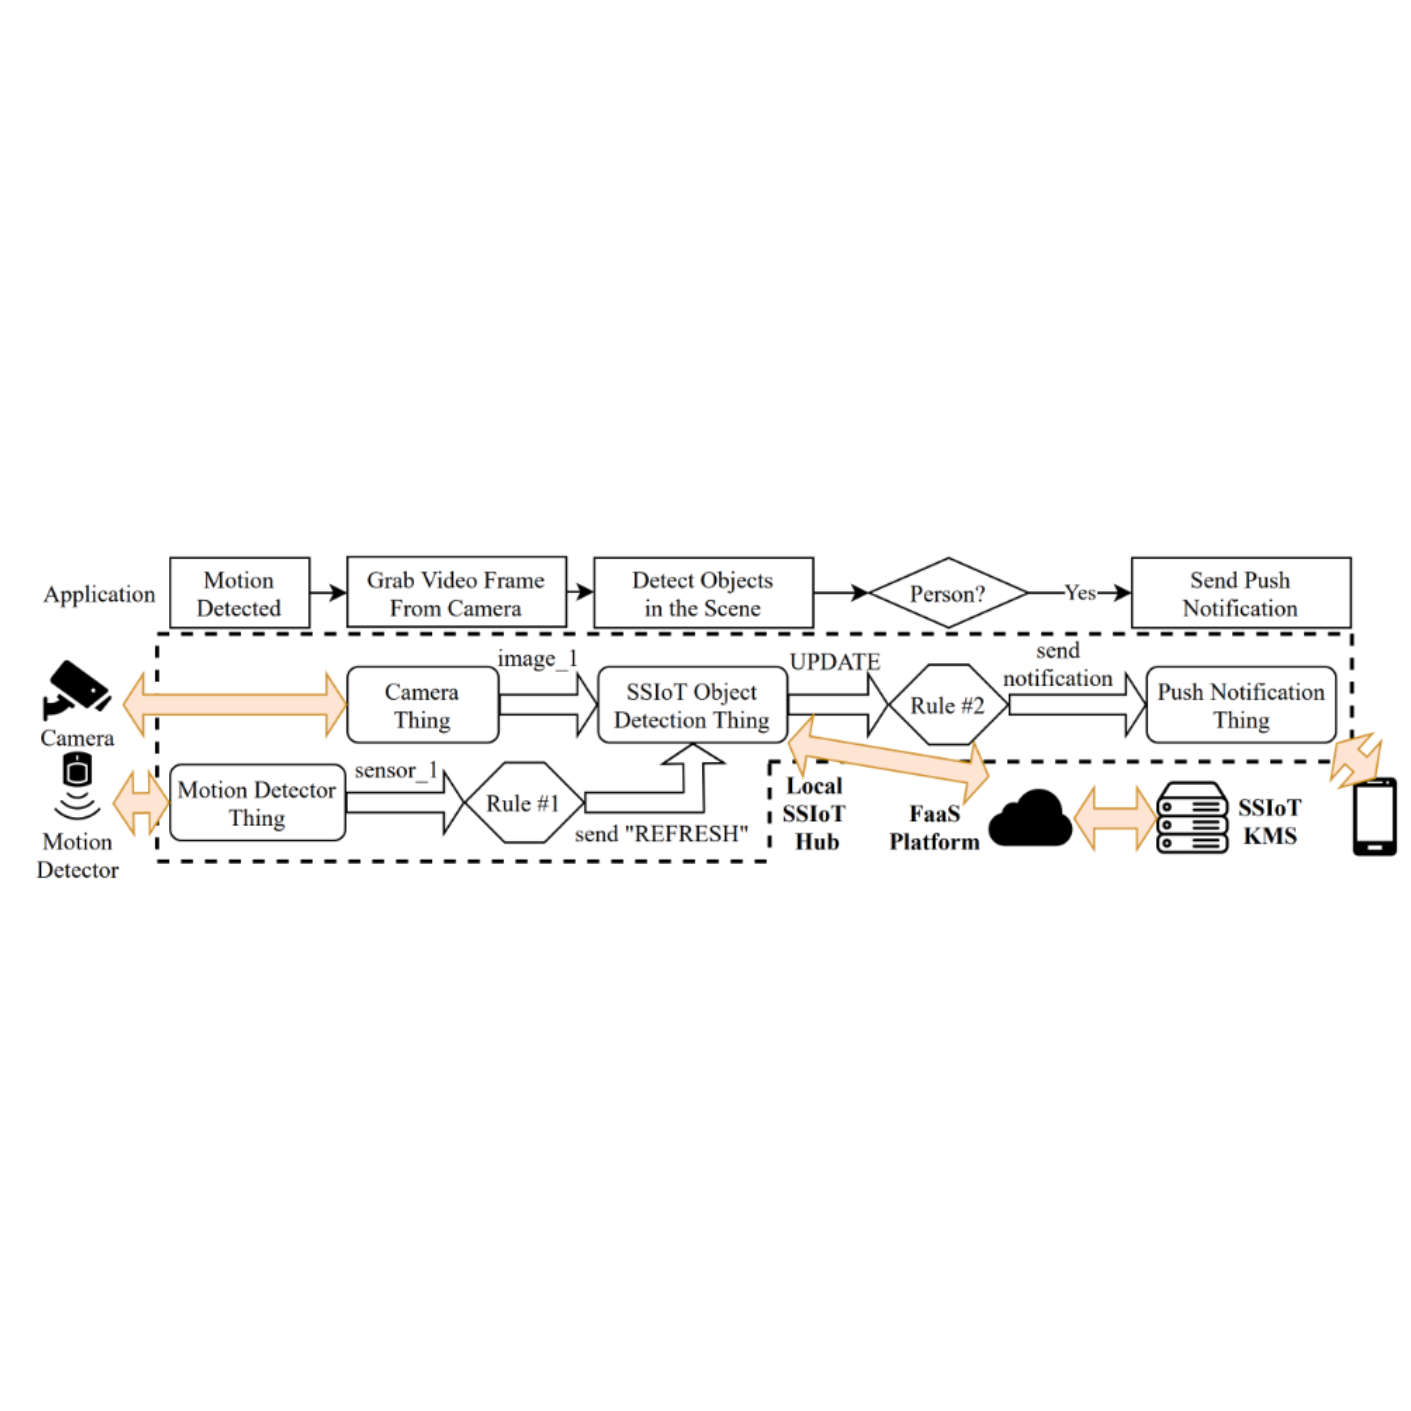 Application
Motion
Detected
Grab Video Frame
From Camera
Detect Objects
in the Scene
Person?
Yes
Send Push
Notification
Camera
Camera
Thing
image_1
SSIoT Object
Detection Thing
UPDATE
Rule #2
send
notification
Push Notification
Thing
Motion
Detector
Motion Detector
Thing
sensor_1
Rule #1
send "REFRESH"
Local
SSIoT
Hub
FaaS
Platform
SSIoT
KMS